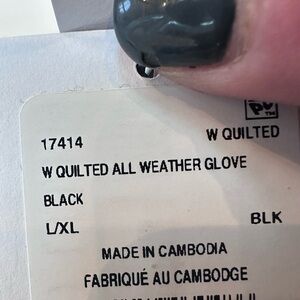 17414 W QUILTED
W QUILTED ALL WEATHER GLOVE
BLACK
L/XL BLK
MADE IN CAMBODIA
FABRIQUÉ AU CAMBODGE